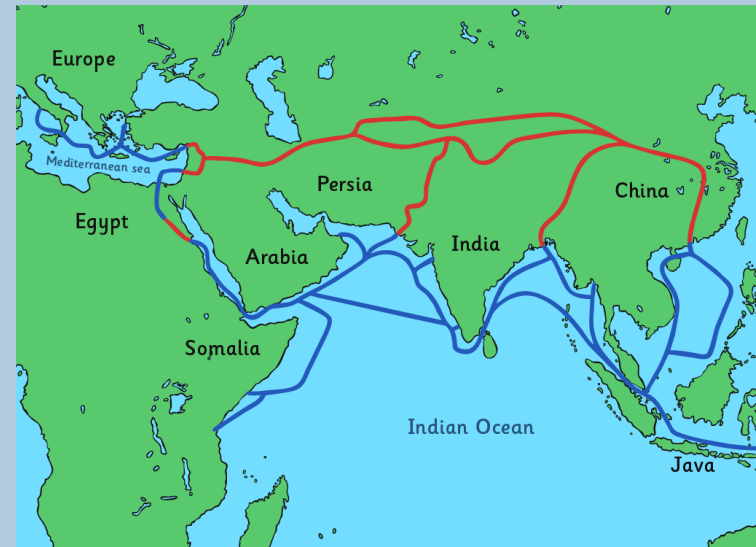 Europe
Mediterranean sea
Persia
China
Egypt
India
Arabia
Somalia
Indian Ocean
Java